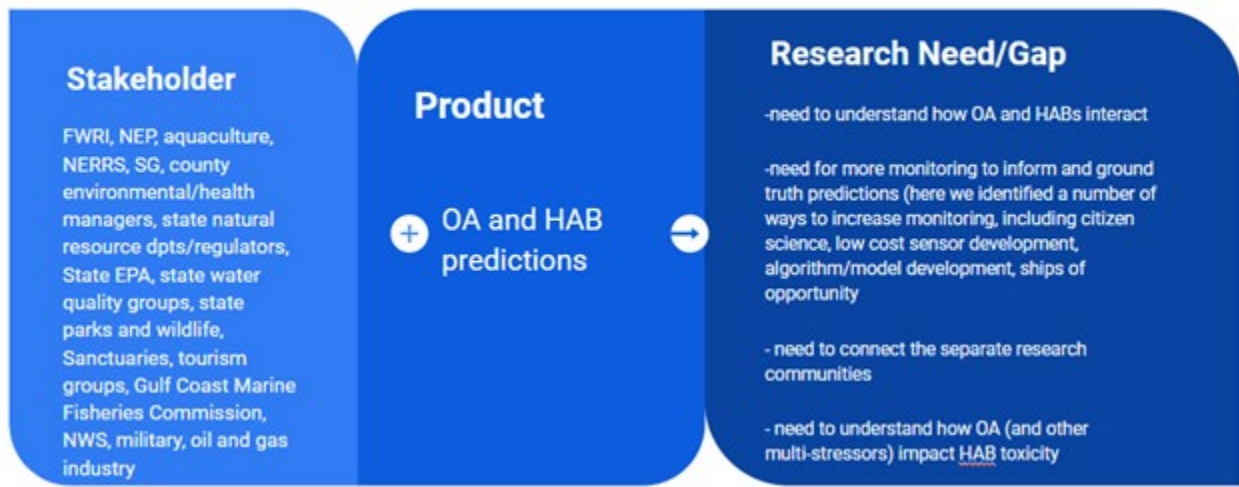 Stakeholder
FWRI, NEP, aquaculture,
NERRS, SG, county
environmental/health
managers, state natural
resource dpts/regulators,
State EPA, state water
quality groups, state
parks and wildlife,
Sanctuaries, tourism
groups, Gulf Coast Marine
Fisheries Commission,
NWS, military, oil and gas
industry
Product
OA and HAB
predictions
Research Need/Gap
-need to understand how OA and HABs interact
-need for more monitoring to inform and ground
truth predictions (here we identified a number of
ways to increase monitoring, including citizen
science, low cost sensor development,
algorithm/model development, ships of
opportunity
- need to connect the separate research
communities
- need to understand how OA (and other
multi-stressors) impact HAB toxicity